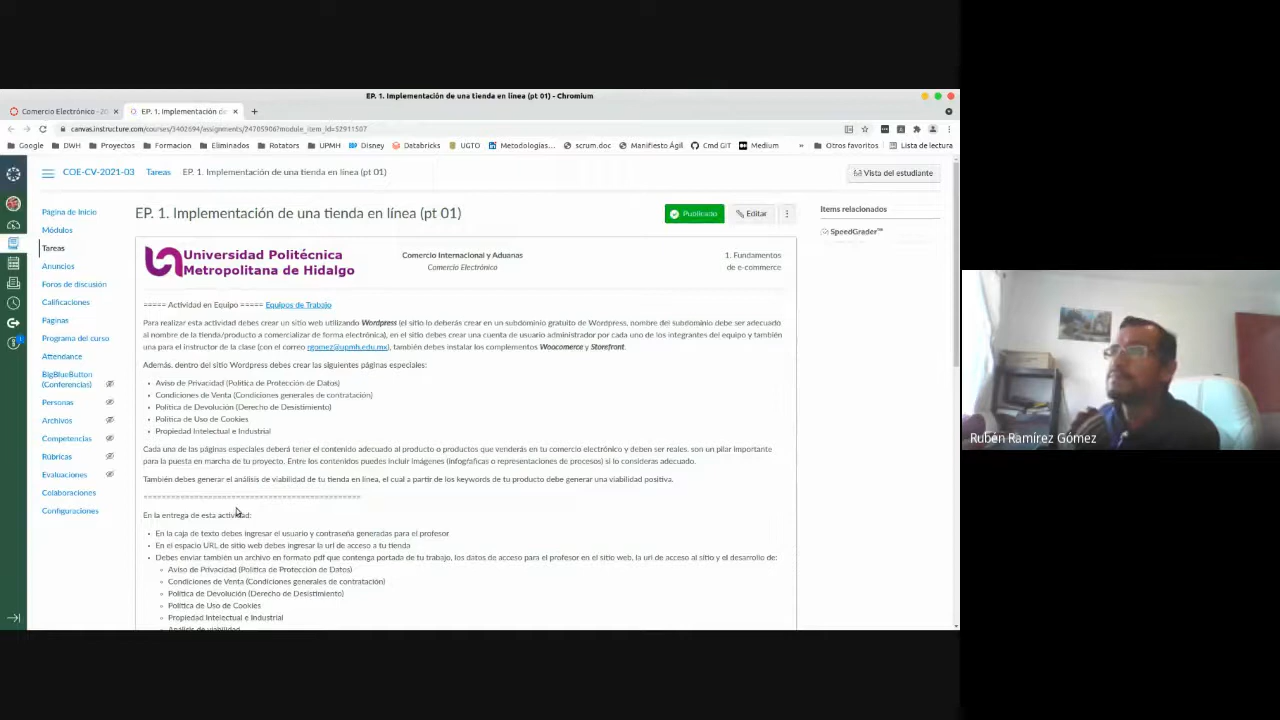 EP. 1. Implementación de una tienda en línea (pt 01) - Chromium
Comercio Electrónico - 20
EP. 1. Implementación de
canvas.instructure.com/courses/3402694/assignments/24705906?module_item_id=52911507
Google DWH Proyectos Formacion Eliminados Rotators UPMH Disney Databricks UGTO Metodologías... scrum.doc Manifiesto Ágil Cmd GIT Medium » Otros favoritos Lista de lectura
COE-CV-2021-03 Tareas EP. 1. Implementación de una tienda en línea (pt 01)
Vista del estudiante
Página de Inicio
Módulos
Tareas
Anuncios
Foros de discusión
Calificaciones
Páginas
Programa del curso
Attendance
BigBlueButton
(Conferencias)
Personas
Archivos
Competencias
Rúbricas
Evaluaciones
Colaboraciones
Configuraciones
EP. 1. Implementación de una tienda en línea (pt 01)
Publicado
Editar
Items relacionados
SpeedGrader™
Universidad Politécnica
Metropolitana de Hidalgo
Comercio Internacional y Aduanas
Comercio Electrónico
1. Fundamentos
de e-commerce
===== Actividad en Equipo ===== Equipos de Trabajo
Para realizar esta actividad debes crear un sitio web utilizando Wordpress (el sitio lo deberás crear en un subdominio gratuito de Wordpress, nombre del subdominio debe ser adecuado
al nombre de la tienda/producto a comercializar de forma electrónica), en el sitio debes crear una cuenta de usuario administrador por cada uno de los integrantes del equipo y también
una para el instructor de la clase (con el correo rgomez@upmh.edu.mx), también debes instalar los complementos Woocomerce y Storefront.
Además, dentro del sitio Wordpress debes crear las siguientes páginas especiales:
• Aviso de Privacidad (Política de Protección de Datos)
• Condiciones de Venta (Condiciones generales de contratación)
• Política de Devolución (Derecho de Desistimiento)
• Política de Uso de Cookies
• Propiedad Intelectual e Industrial
Cada una de las páginas especiales deberá tener el contenido adecuado al producto o productos que venderás en tu comercio electrónico y deben ser reales, son un pilar importante
para la puesta en marcha de tu proyecto. Entre los contenidos puedes incluir imágenes (infografícas o representaciones de procesos) si lo consideras adecuado.
También debes generar el análisis de viabilidad de tu tienda en línea, el cual a partir de los keywords de tu producto debe generar una viabilidad positiva.
================================================
En la entrega de esta actividad:
• En la caja de texto debes ingresar el usuario y contraseña generadas para el profesor
• En el espacio URL de sitio web debes ingresar la url de acceso a tu tienda
• Debes enviar también un archivo en formato pdf que contenga portada de tu trabajo, los datos de acceso para el profesor en el sitio web, la url de acceso al sitio y el desarrollo de:
Aviso de Privacidad (Política de Protección de Datos)
Condiciones de Venta (Condiciones generales de contratación)
Política de Devolución (Derecho de Desistimiento)
Política de Uso de Cookies
Propiedad Intelectual e Industrial
Análisis de viabilidad
Rubén Ramírez Gómez